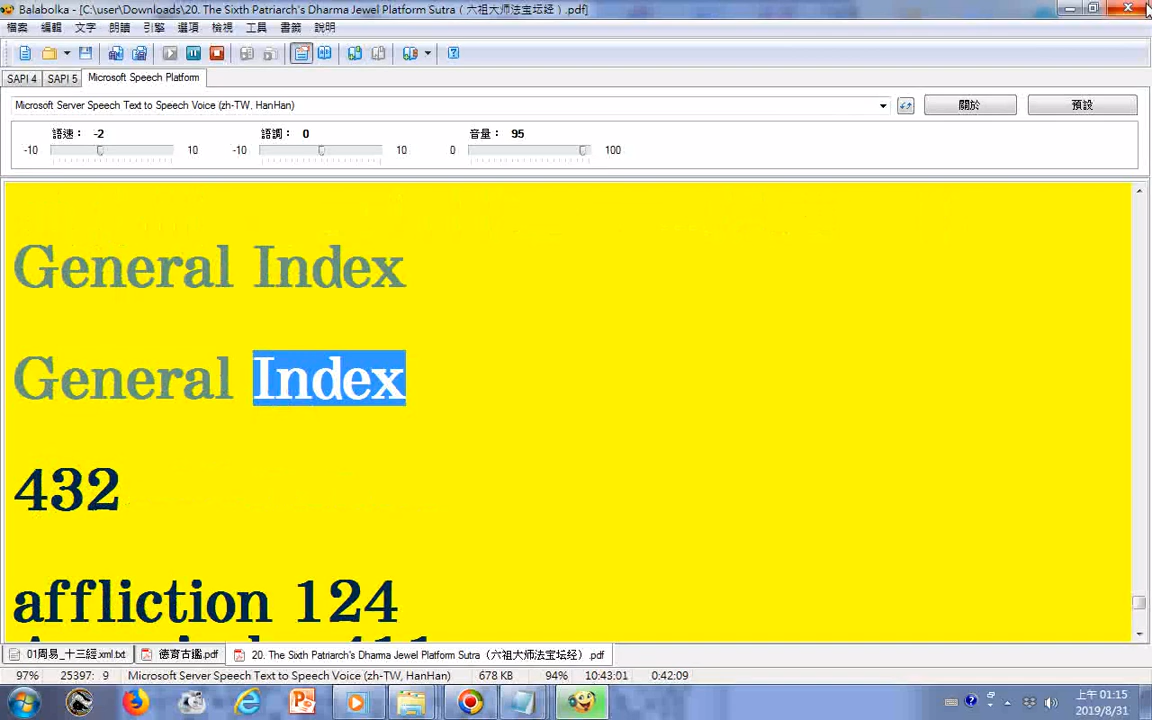 Balabolka - [C:\user\Downloads\20. The Sixth Patriarch's Dharma Jewel Platform Sutra（六祖大师法宝坛经）.pdf]
檔案 編輯 文字 朗讀 引擎 選項 檢視 工具 書籤 說明
SAPI 4 SAPI 5 Microsoft Speech Platform
Microsoft Server Speech Text to Speech Voice (zh-TW, HanHan) 關於 預設
語速： -2 語調： 0 音量： 95
-10 10 -10 10 0 100
General Index
General Index
432
affliction 124
01周易_十三經.xml.txt 德育古鑑.pdf 20. The Sixth Patriarch's Dharma Jewel Platform Sutra（六祖大师法宝坛经）.pdf
97% 25397: 9 Microsoft Server Speech Text to Speech Voice (zh-TW, HanHan) 678 KB 94% 10:43:01 0:42:09
上午 01:15
2019/8/31